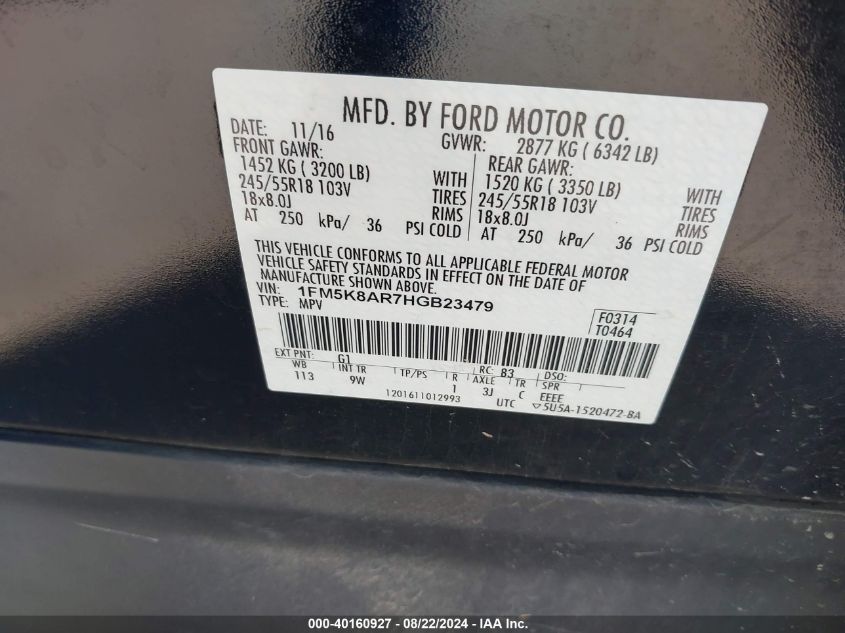 MFD. BY FORD MOTOR CO.
DATE: 11/16 GVWR: 2877 KG ( 6342 LB)
FRONT GAWR: REAR GAWR:
1452 KG ( 3200 LB) WITH 1520 KG ( 3350 LB) WITH
245/55R18 103V TIRES 245/55R18 103V TIRES
18x8.0J RIMS 18x8.0J RIMS
AT 250 kPa/ 36 PSI COLD AT 250 kPa/ 36 PSI COLD
THIS VEHICLE CONFORMS TO ALL APPLICABLE FEDERAL MOTOR
VEHICLE SAFETY STANDARDS IN EFFECT ON THE DATE OF
MANUFACTURE SHOWN ABOVE.
VIN: 1FM5K8AR7HGB23479
TYPE: MPV
F0314
T0464
EXT PNT: G1 RC: 83 DSO:
WB INT TR TP/PS R AXLE TR SPR
113 9W 1 3J C EEEE
1201611012993 UTC ▽5U5A-1520472-BA
000-40160927 - 08/22/2024 - IAA Inc.